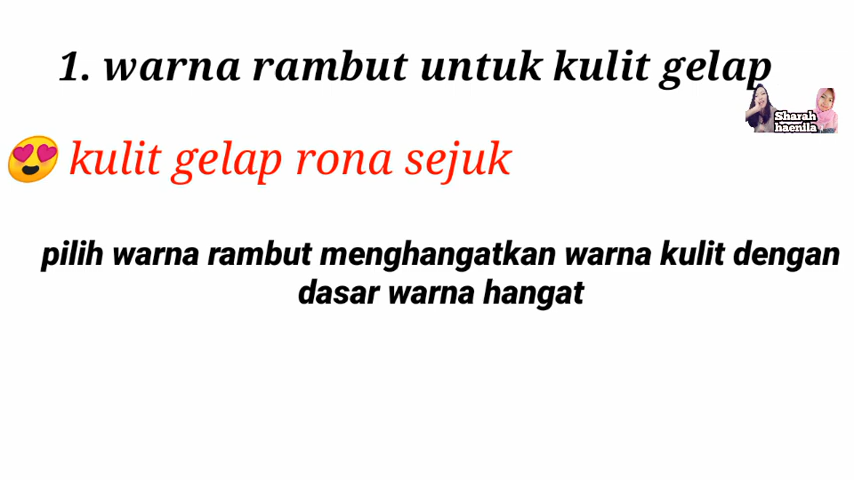 1. warna rambut untuk kulit gelap
Sharah
haenila
😍 kulit gelap rona sejuk
pilih warna rambut menghangatkan warna kulit dengan
dasar warna hangat